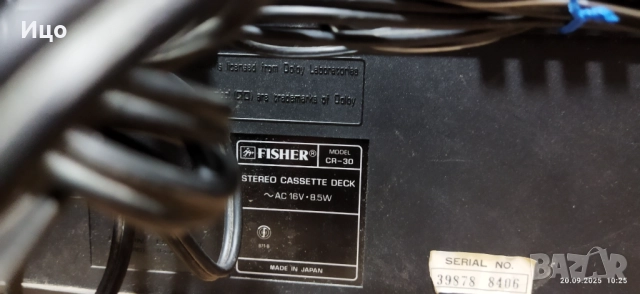 Ицо
licensed from Dolby Laboratories
are trademarks of Dolby
FISHER®
MODEL
CR-30
STEREO CASSETTE DECK
~AC 16V·8.5W
MADE IN JAPAN
SERIAL NO.
39878 8406
20.09.2025 10:25